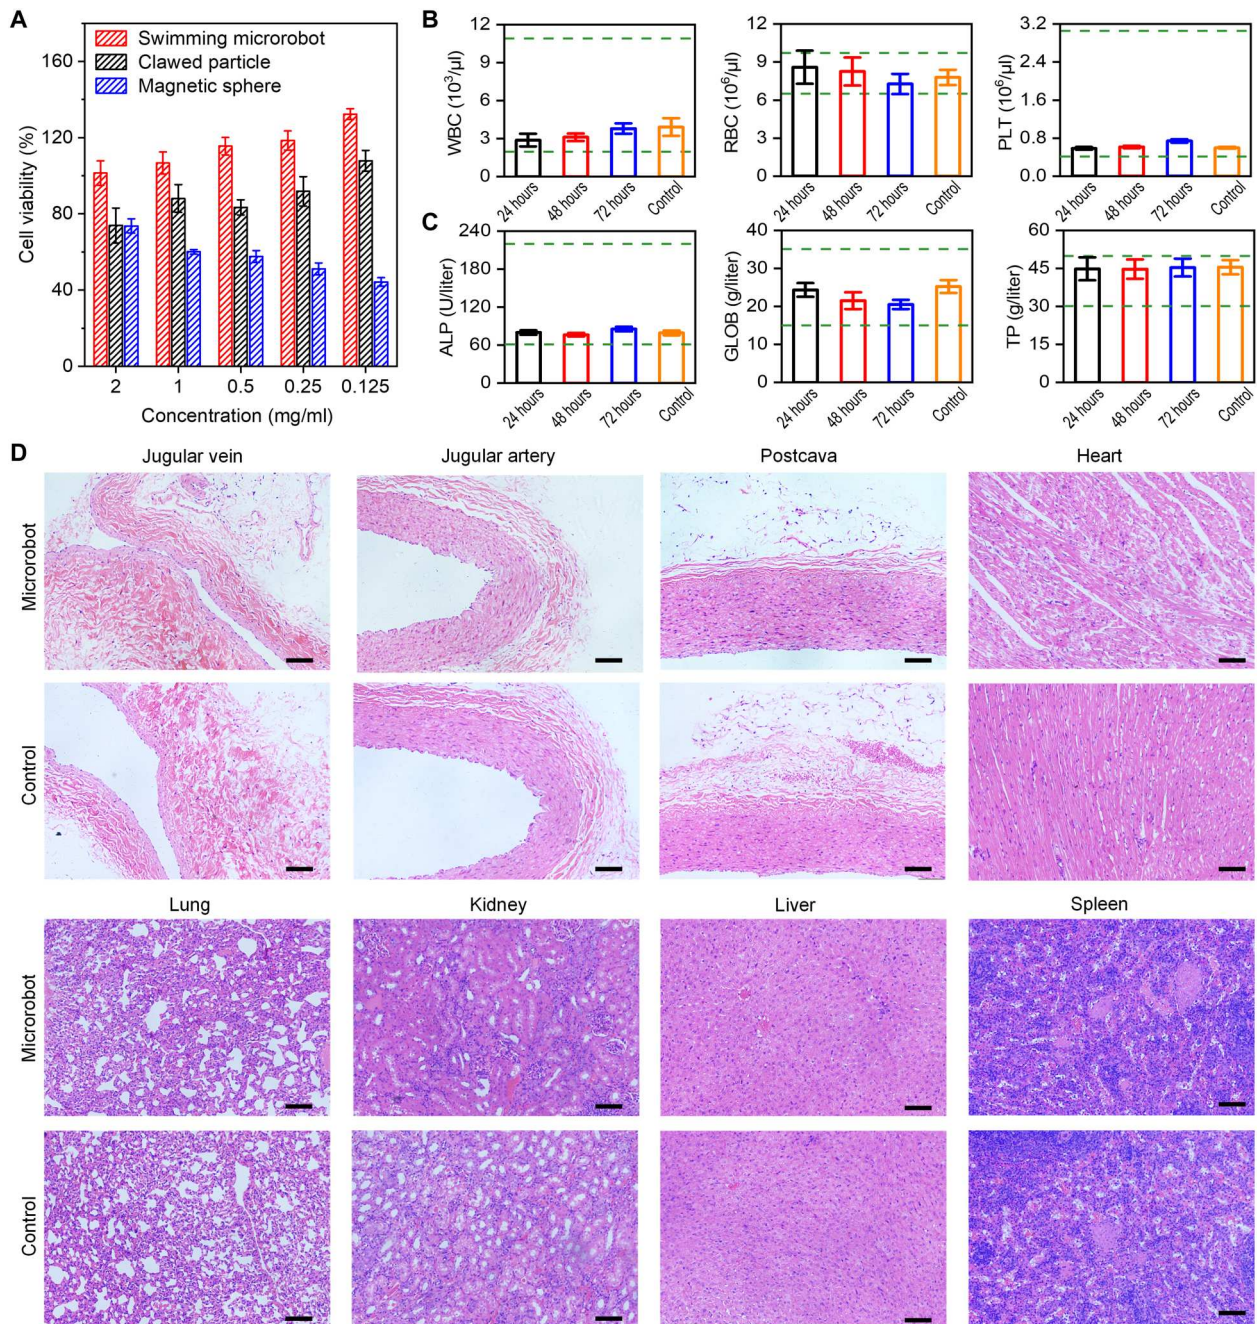 A
160
120
80
40
0
Cell viability (%)
Swimming microrobot
Clawed particle
Magnetic sphere
2 1 0.5 0.25 0.125
Concentration (mg/ml)
B
12
9
6
3
0
WBC (10³/µl)
24 hours 48 hours 72 hours Control
12
9
6
3
0
RBC (10⁶/µl)
24 hours 48 hours 72 hours Control
3.2
2.4
1.6
0.8
0.0
PLT (10⁶/µl)
24 hours 48 hours 72 hours Control
C
240
180
120
60
0
ALP (U/liter)
24 hours 48 hours 72 hours Control
40
30
20
10
0
GLOB (g/liter)
24 hours 48 hours 72 hours Control
60
45
30
15
0
TP (g/liter)
24 hours 48 hours 72 hours Control
D
Jugular vein Jugular artery Postcava Heart
Microrobot
Control
Lung Kidney Liver Spleen
Microrobot
Control